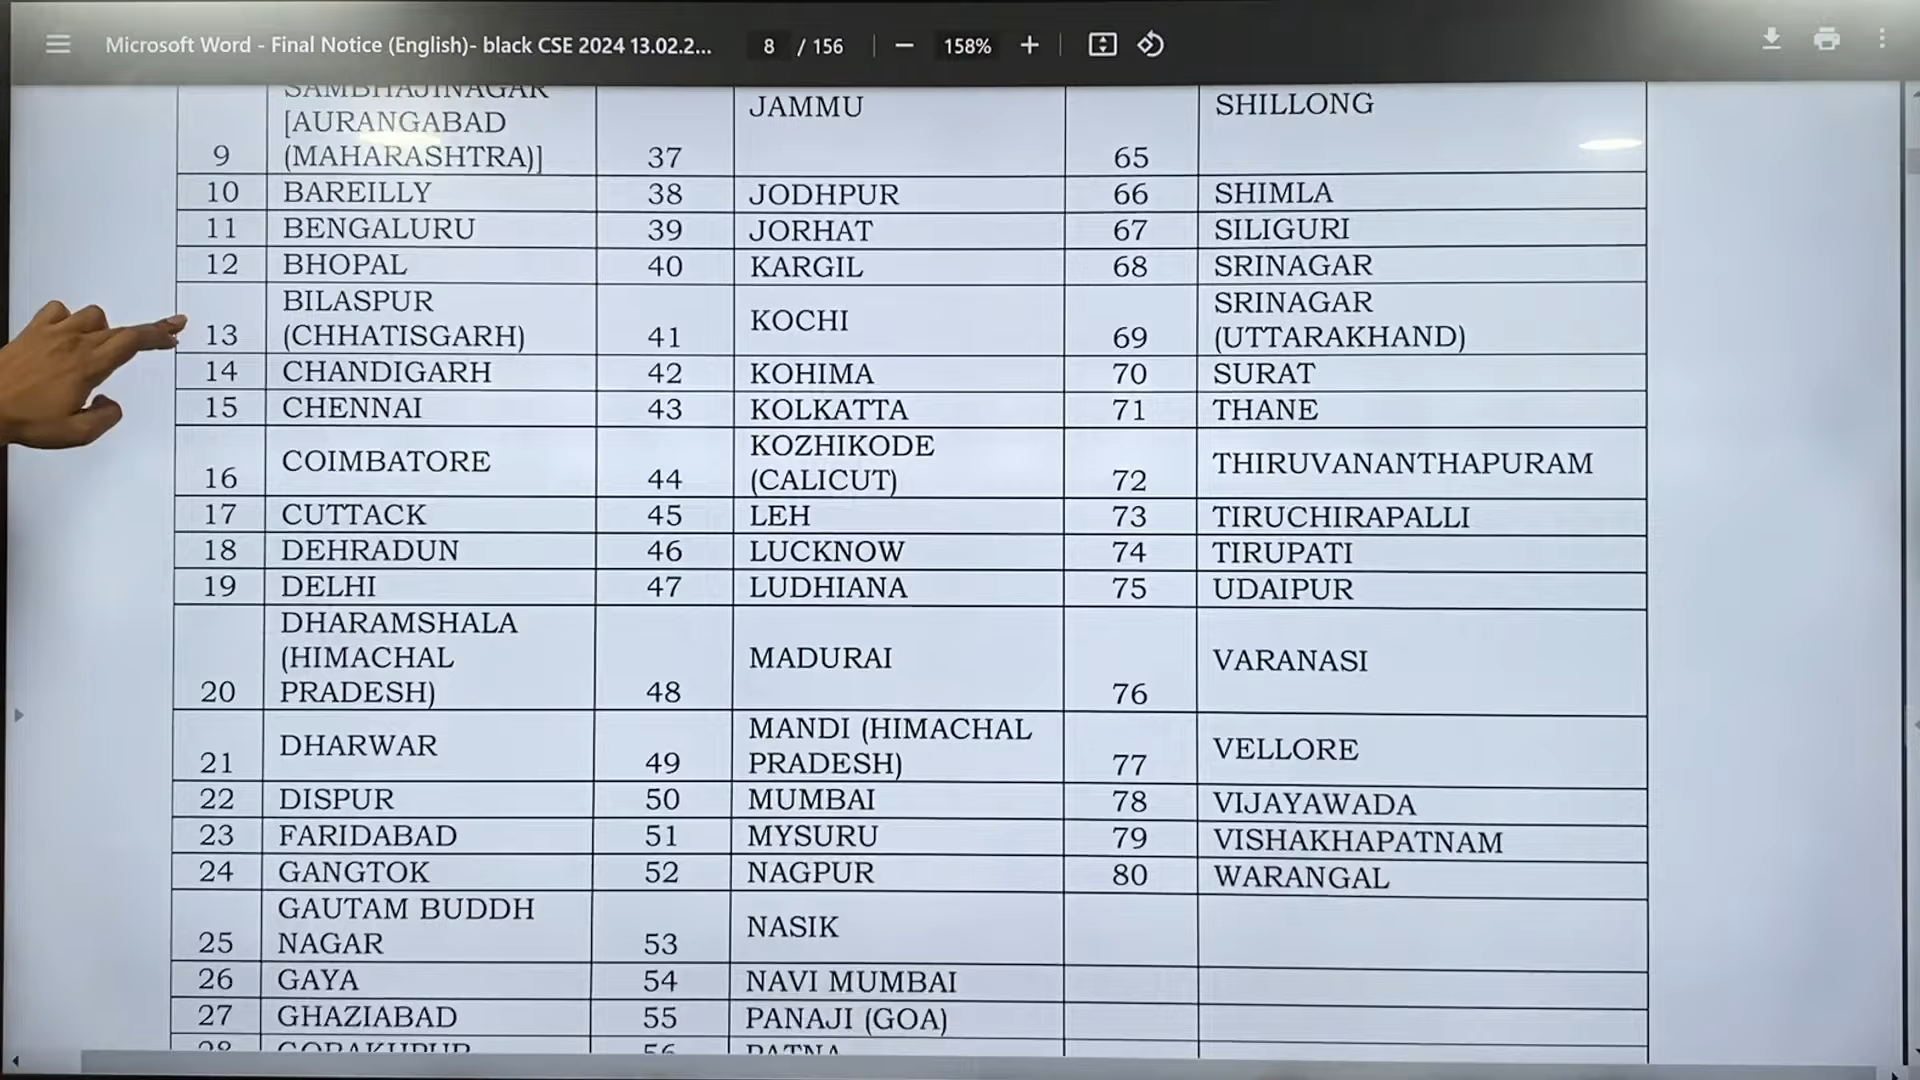 Microsoft Word - Final Notice (English)- black CSE 2024 13.02.2... 8 / 156 158%
SAMBHAJINAGAR
[AURANGABAD
9 (MAHARASHTRA)] 37 JAMMU 65 SHILLONG
10 BAREILLY 38 JODHPUR 66 SHIMLA
11 BENGALURU 39 JORHAT 67 SILIGURI
12 BHOPAL 40 KARGIL 68 SRINAGAR
BILASPUR SRINAGAR
13 (CHHATISGARH) 41 KOCHI 69 (UTTARAKHAND)
14 CHANDIGARH 42 KOHIMA 70 SURAT
15 CHENNAI 43 KOLKATTA 71 THANE
KOZHIKODE
16 COIMBATORE 44 (CALICUT) 72 THIRUVANANTHAPURAM
17 CUTTACK 45 LEH 73 TIRUCHIRAPALLI
18 DEHRADUN 46 LUCKNOW 74 TIRUPATI
19 DELHI 47 LUDHIANA 75 UDAIPUR
DHARAMSHALA
(HIMACHAL
20 PRADESH) 48 MADURAI 76 VARANASI
MANDI (HIMACHAL
21 DHARWAR 49 PRADESH) 77 VELLORE
22 DISPUR 50 MUMBAI 78 VIJAYAWADA
23 FARIDABAD 51 MYSURU 79 VISHAKHAPATNAM
24 GANGTOK 52 NAGPUR 80 WARANGAL
GAUTAM BUDDH
25 NAGAR 53 NASIK
26 GAYA 54 NAVI MUMBAI
27 GHAZIABAD 55 PANAJI (GOA)
28 GORAKHPUR 56 PATNA